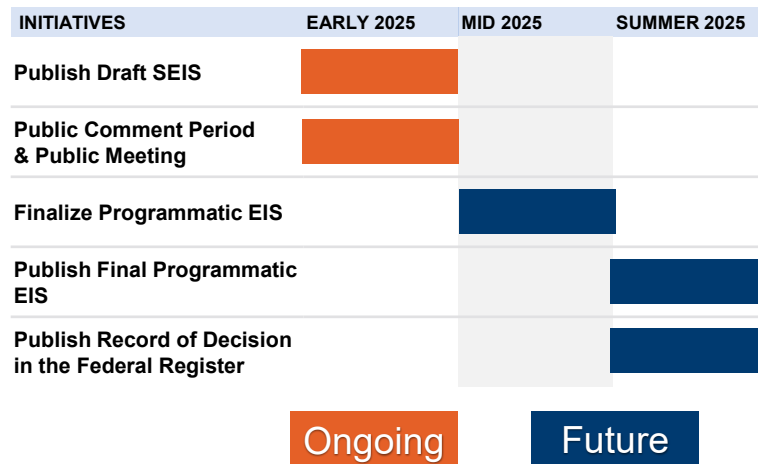 INITIATIVES EARLY 2025 MID 2025 SUMMER 2025
Publish Draft SEIS
Public Comment Period
& Public Meeting
Finalize Programmatic EIS
Publish Final Programmatic
EIS
Publish Record of Decision
in the Federal Register
Ongoing Future